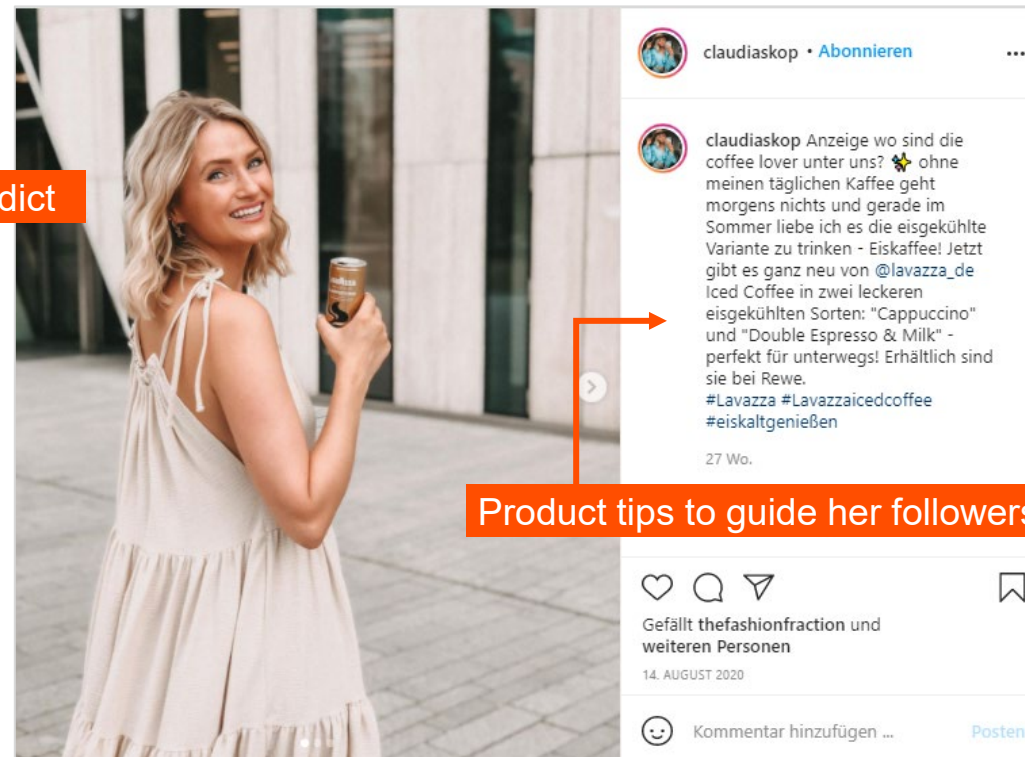 claudiaskop • Abonnieren
claudiaskop Anzeige wo sind die
coffee lover unter uns? ✨ ohne
meinen täglichen Kaffee geht
morgens nichts und gerade im
Sommer liebe ich es die eisgekühlte
Variante zu trinken - Eiskaffee! Jetzt
gibt es ganz neu von @lavazza_de
Iced Coffee in zwei leckeren
eisgekühlten Sorten: "Cappuccino"
und "Double Espresso & Milk" -
perfekt für unterwegs! Erhältlich sind
sie bei Rewe.
#Lavazza #Lavazzaicedcoffee
#eiskaltgenießen
27 Wo.
dict
Product tips to guide her followers
Gefällt thefashionfraction und
weiteren Personen
14. AUGUST 2020
Kommentar hinzufügen ...
Posten